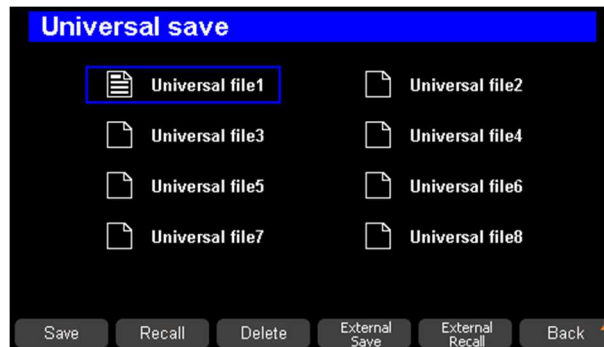 Universal save
Universal file1 Universal file2
Universal file3 Universal file4
Universal file5 Universal file6
Universal file7 Universal file8
Save Recall Delete External Save External Recall Back